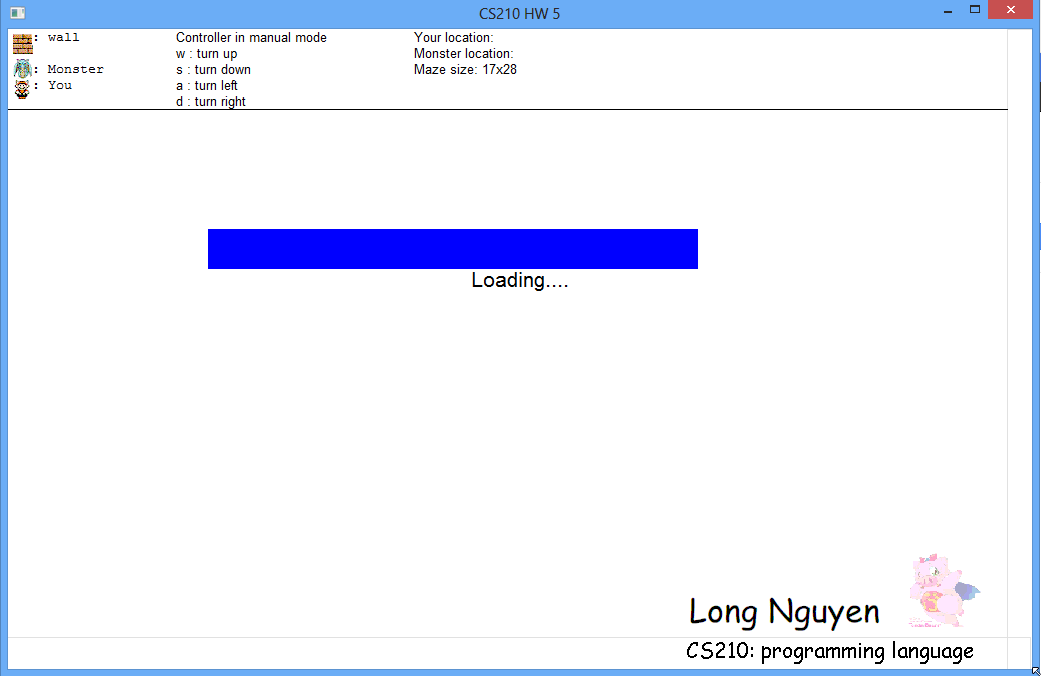 CS210 HW 5
: wall
: Monster
: You
Controller in manual mode
w : turn up
s : turn down
a : turn left
d : turn right
Your location:
Monster location:
Maze size: 17x28
Loading....
Long Nguyen
CS210: programming language